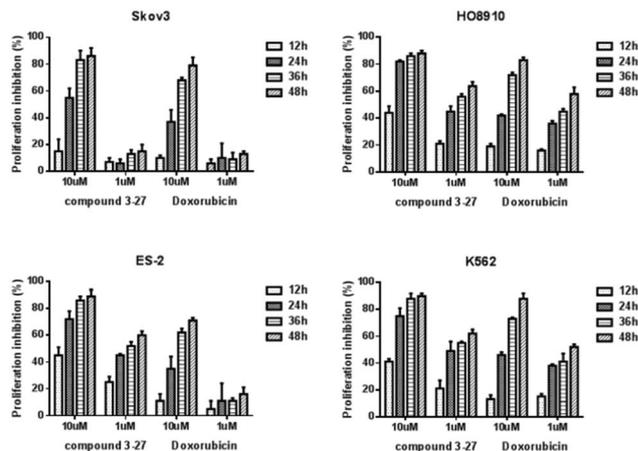 Skov3
Proliferation inhibition (%)
100
80
60
40
20
0
12h
24h
36h
48h
10uM 1uM 10uM 1uM
compound 3-27 Doxorubicin
HO8910
Proliferation inhibition (%)
100
80
60
40
20
0
12h
24h
36h
48h
10uM 1uM 10uM 1uM
compound 3-27 Doxorubicin
ES-2
Proliferation inhibition (%)
100
80
60
40
20
0
12h
24h
36h
48h
10uM 1uM 10uM 1uM
compound 3-27 Doxorubicin
K562
Proliferation inhibition (%)
100
80
60
40
20
0
12h
24h
36h
48h
10uM 1uM 10uM 1uM
compound 3-27 Doxorubicin